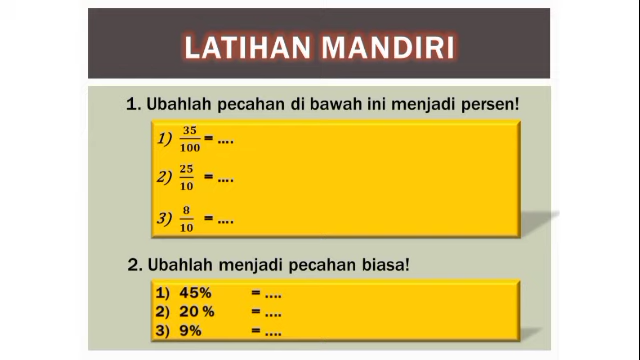 LATIHAN MANDIRI
1. Ubahlah pecahan di bawah ini menjadi persen!
1) 35/100 = ....
2) 25/10 = ....
3) 8/10 = ....
2. Ubahlah menjadi pecahan biasa!
1) 45% = ....
2) 20 % = ....
3) 9% = ....